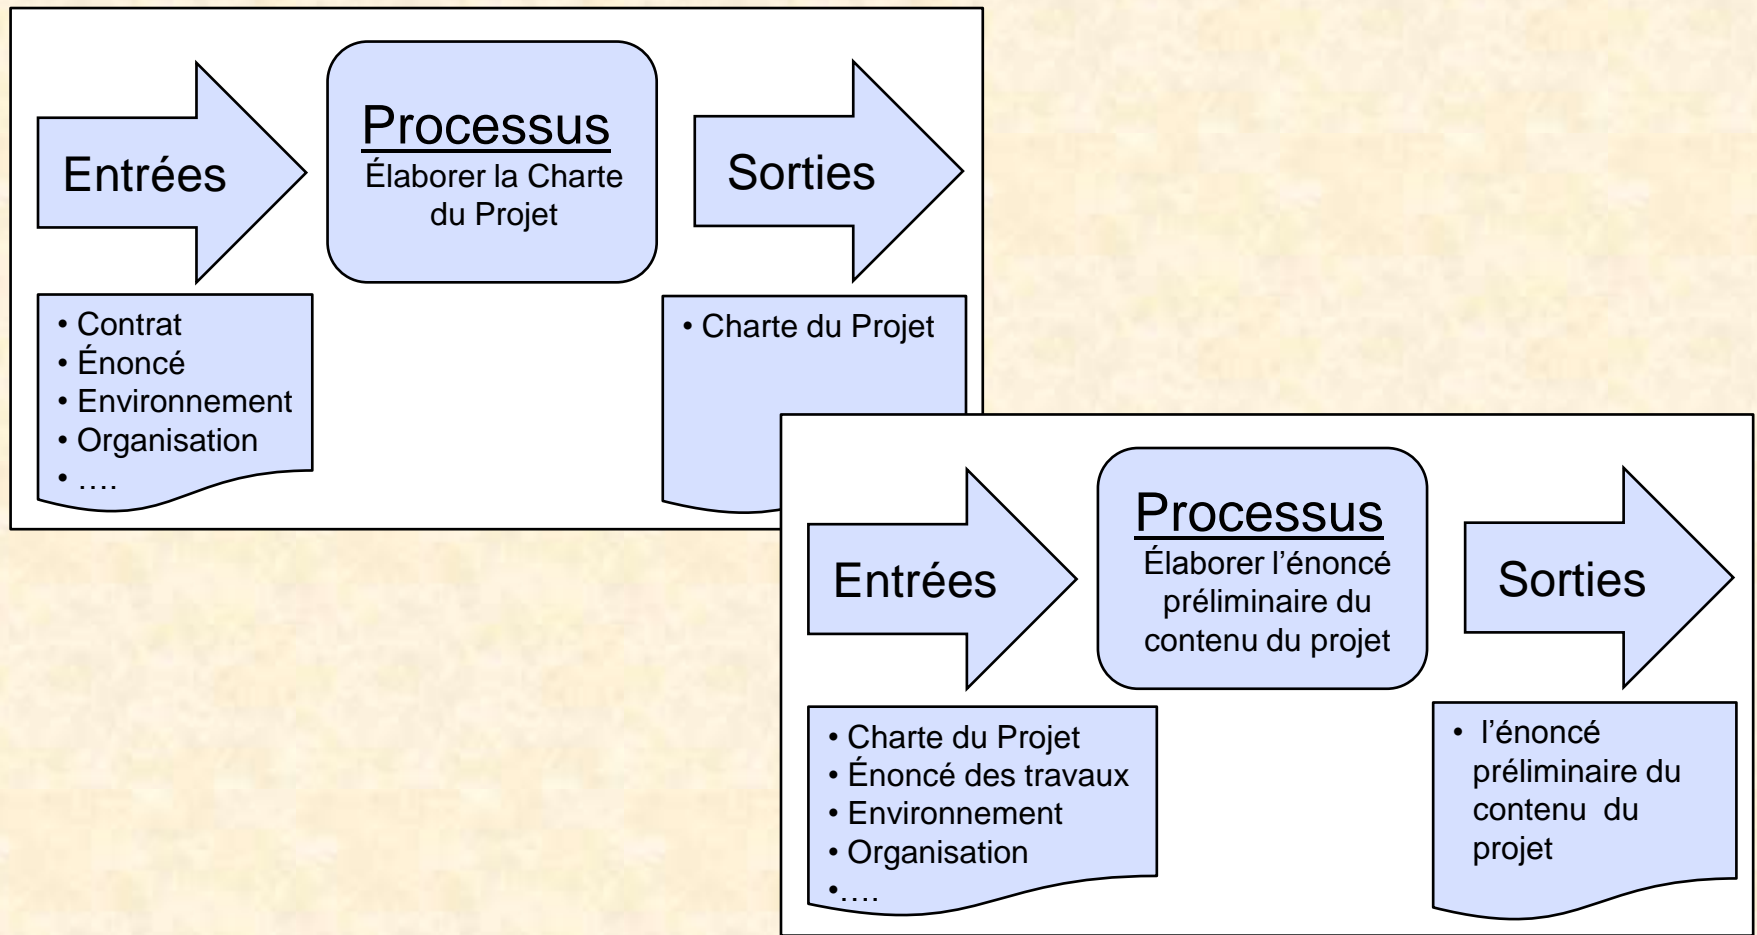 Entrées
Processus
Élaborer la Charte
du Projet
Sorties
• Contrat
• Énoncé
• Environnement
• Organisation
• ….
• Charte du Projet
Entrées
Processus
Élaborer l’énoncé
préliminaire du
contenu du projet
Sorties
• Charte du Projet
• Énoncé des travaux
• Environnement
• Organisation
•….
• l’énoncé
préliminaire du
contenu du
projet